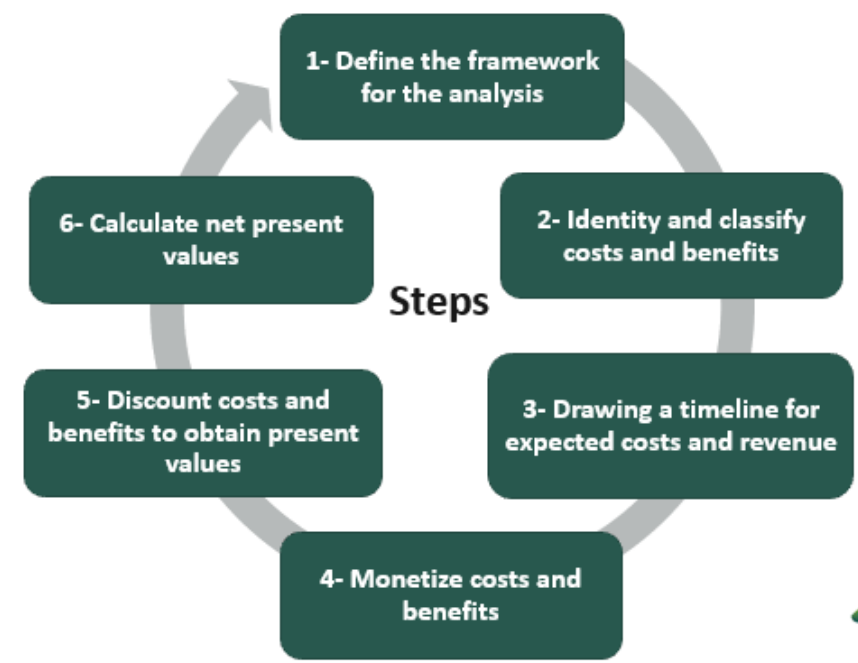 1- Define the framework
for the analysis
2- Identity and classify
costs and benefits
3- Drawing a timeline for
expected costs and revenue
4- Monetize costs and
benefits
5- Discount costs and
benefits to obtain present
values
6- Calculate net present
values
Steps